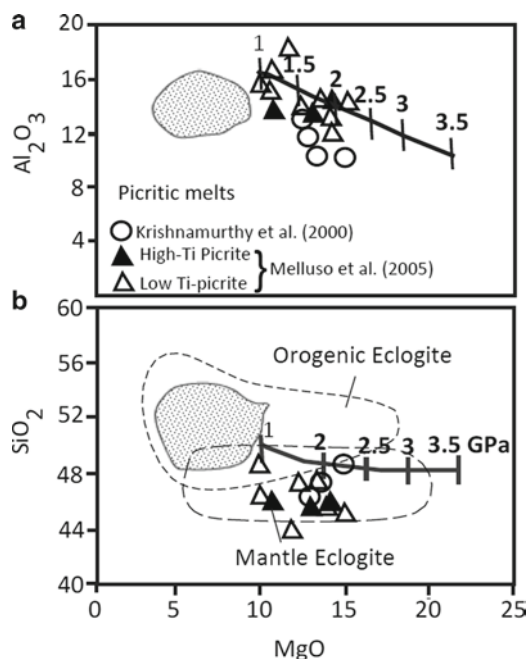 a
20
16
12
8
4
Al₂O₃
1
1.5
2
2.5
3
3.5
Picritic melts
Krishnamurthy et al. (2000)
High-Ti Picrite
Low Ti-picrite
} Melluso et al. (2005)
b
60
56
52
48
44
40
SiO₂
Orogenic Eclogite
1
2
2.5
3
3.5 GPa
Mantle Eclogite
0
5
10
15
20
25
MgO